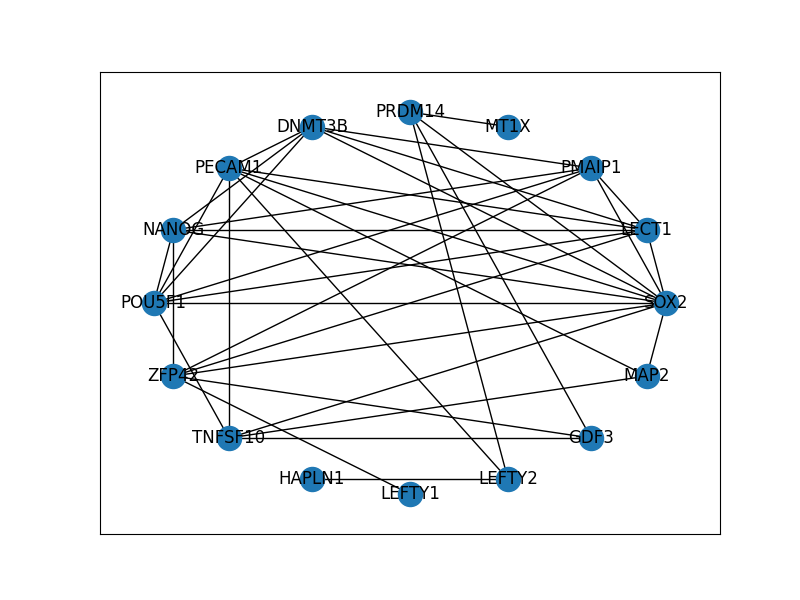 PRDM14
DNMT3B
MT1X
PECAM1
PMAIP1
NANOG
LECT1
POU5F1
SOX2
ZFP42
MAP2
TNFSF10
GDF3
HAPLN1
LEFTY2
LEFTY1